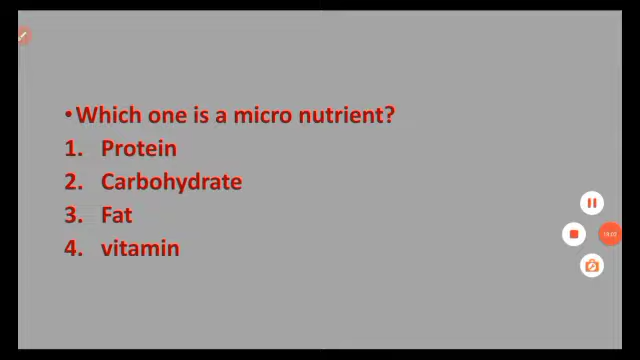 •Which one is a micro nutrient?
1. Protein
2. Carbohydrate
3. Fat
4. vitamin